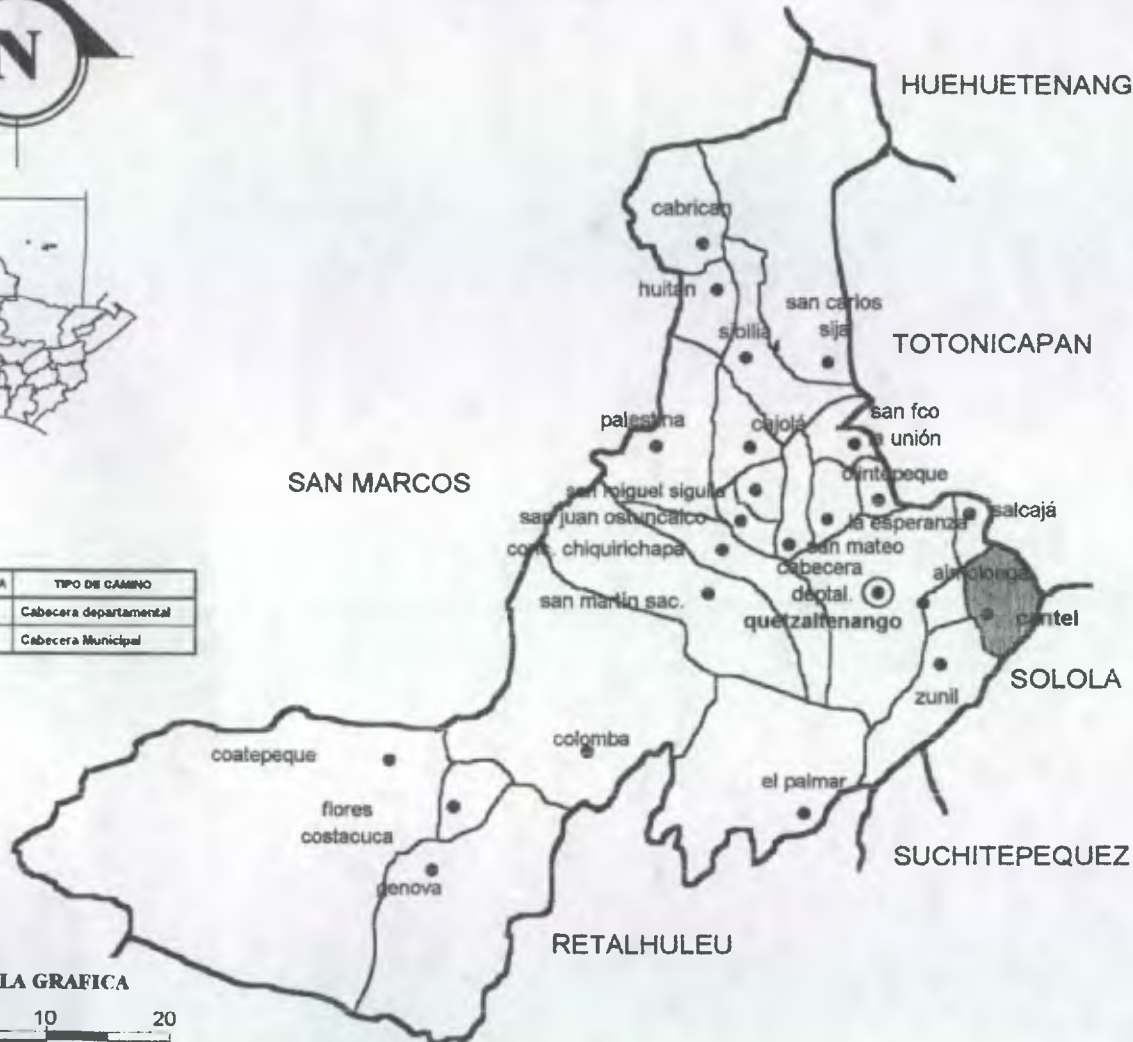 N
HUEHUETENANG
cabrican
huitan
san carlos
sija
sibilia
TOTONICAPAN
palestina
cajolá
san fco
la unión
SAN MARCOS
olintepeque
san miguel siguila
salcajá
san juan ostuncalco
la esperanza
conc. chiquirichapa
san mateo
cabecera
deptal.
quetzaltenango
almolonga
san martin sac.
cantel
A TIPO DE CAMINO
Cabecera departamental
Cabecera Municipal
SOLOLA
zunil
coatepeque
colomba
el palmar
flores
costacuca
genova
SUCHITEPEQUEZ
RETALHULEU
LA GRAFICA
10 20